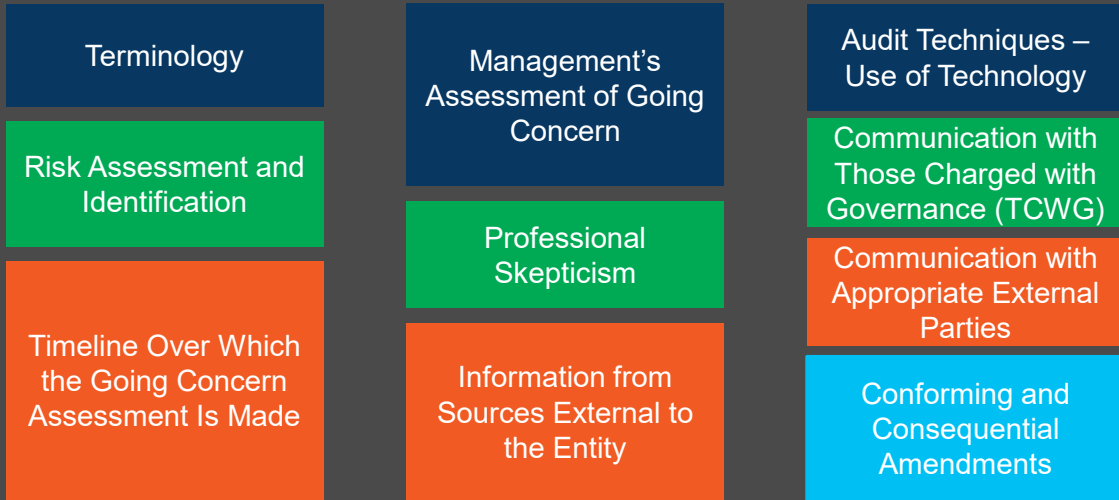 Terminology
Risk Assessment and
Identification
Timeline Over Which
the Going Concern
Assessment Is Made
Management’s
Assessment of Going
Concern
Professional
Skepticism
Information from
Sources External to
the Entity
Audit Techniques –
Use of Technology
Communication with
Those Charged with
Governance (TCWG)
Communication with
Appropriate External
Parties
Conforming and
Consequential
Amendments